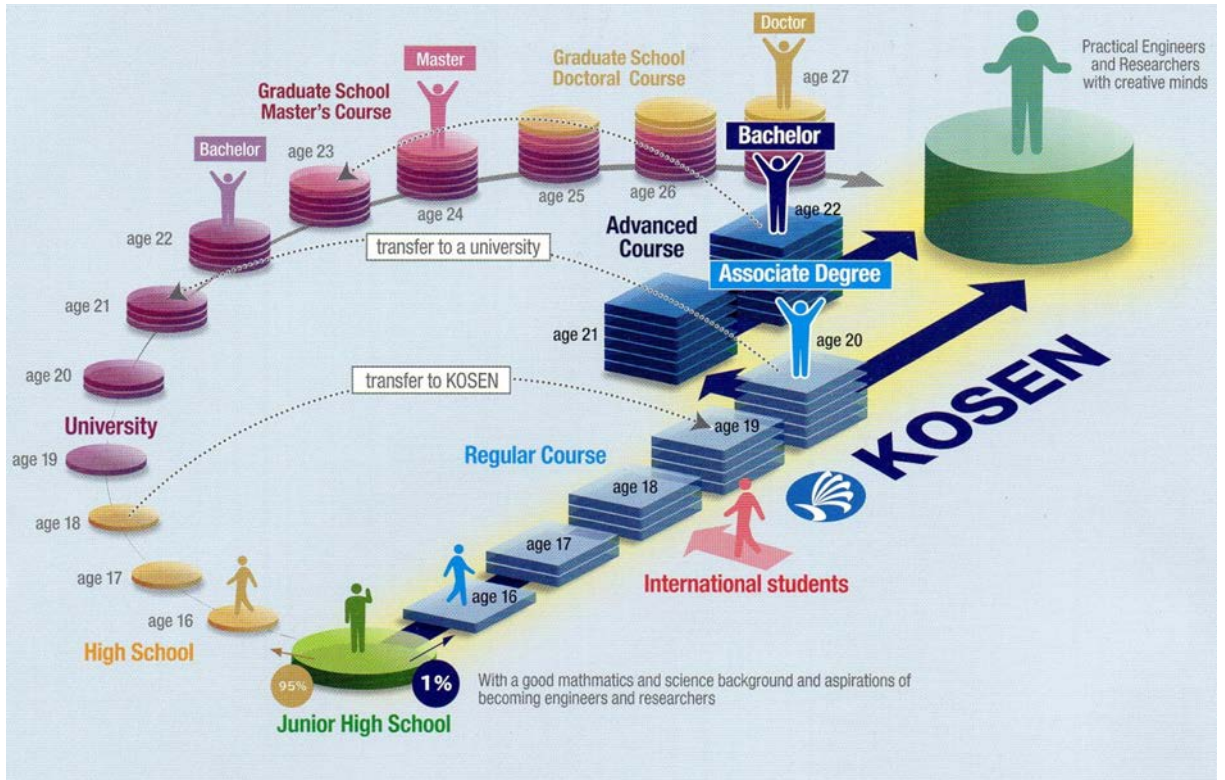 Doctor
Practical Engineers
and Researchers
with creative minds
Master
Graduate School
Doctoral Course
age 27
Graduate School
Master's Course
Bachelor
Bachelor
age 23
age 24
age 25
age 26
age 22
age 22
Advanced
Course
transfer to a university
Associate Degree
age 21
age 21
age 20
age 20
transfer to KOSEN
KOSEN
University
age 19
age 19
Regular Course
age 18
age 18
age 17
age 17
International students
age 16
age 16
High School
95%
1%
With a good mathmatics and science background and aspirations of
becoming engineers and researchers
Junior High School